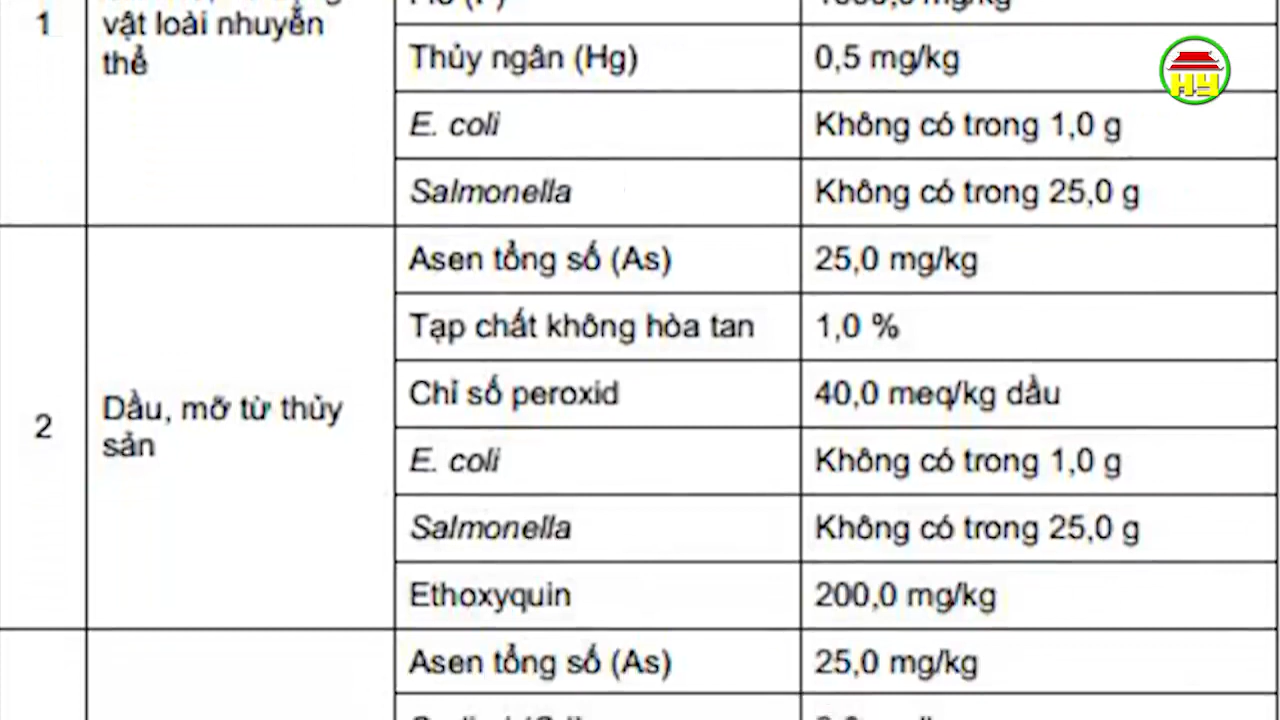 1
vật loài nhuyễn
thể
Thủy ngân (Hg)
0,5 mg/kg
E. coli
Không có trong 1,0 g
Salmonella
Không có trong 25,0 g
2
Dầu, mỡ từ thủy
sản
Asen tổng số (As)
25,0 mg/kg
Tạp chất không hòa tan
1,0 %
Chỉ số peroxid
40,0 meq/kg dầu
E. coli
Không có trong 1,0 g
Salmonella
Không có trong 25,0 g
Ethoxyquin
200,0 mg/kg
Asen tổng số (As)
25,0 mg/kg
HY